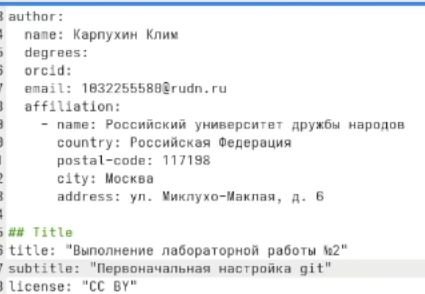 author:
name: Карпухин Клим
degrees:
orcid:
email: 1032255580@rudn.ru
affiliation:
- name: Российский университет дружбы народов
country: Российская Федерация
postal-code: 117198
city: Москва
address: ул. Миклухо-Маклая, д. 6
## Title
title: "Выполнение лабораторной работы №2"
subtitle: "Первоначальная настройка git"
license: "CC BY"